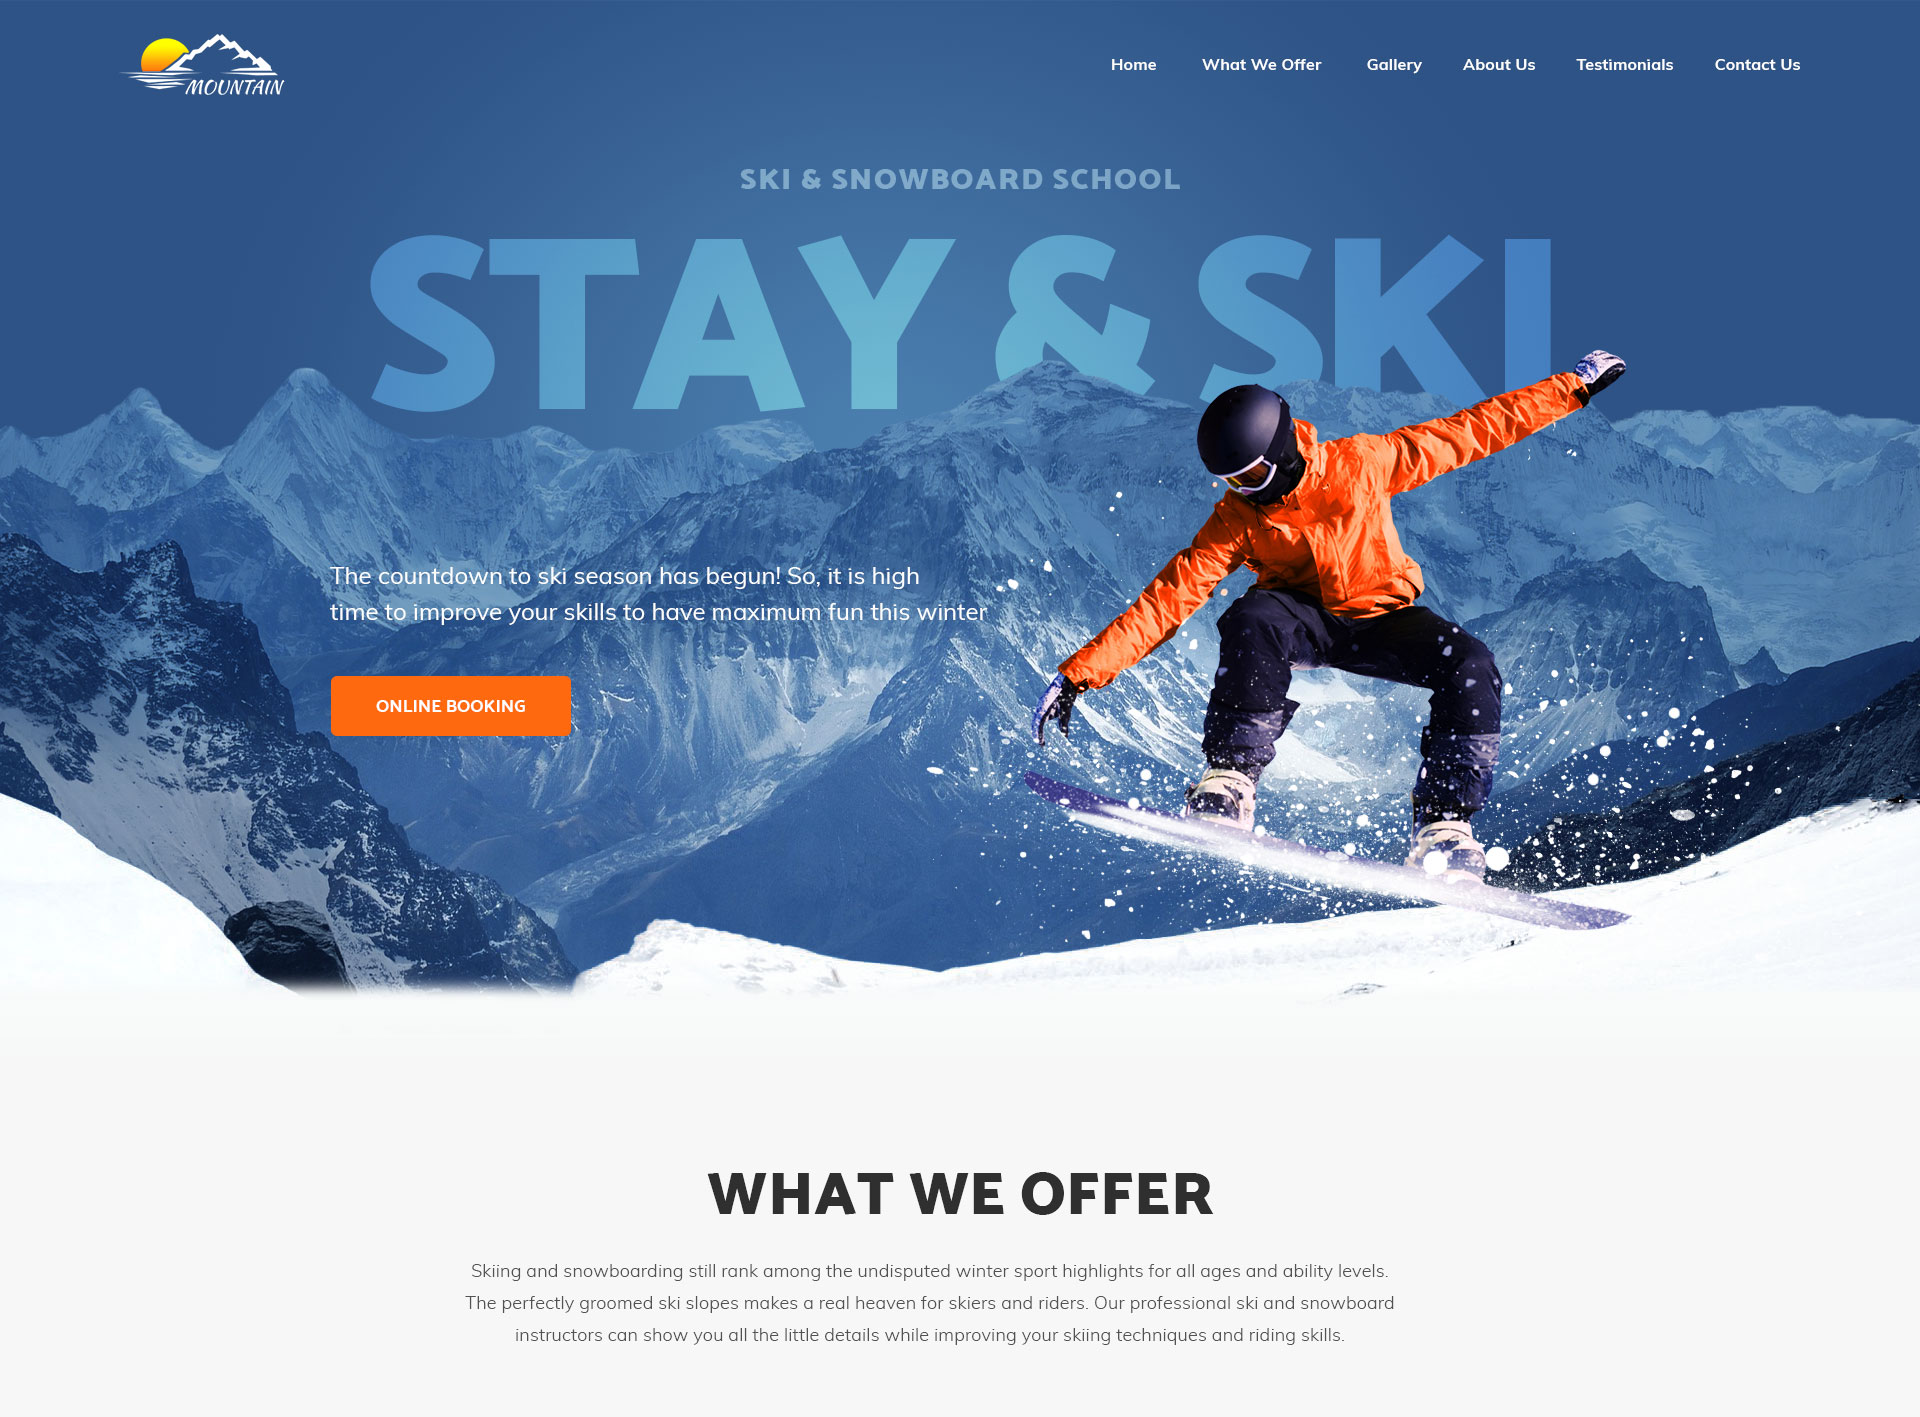 MOUNTAIN
Home What We Offer Gallery About Us Testimonials Contact Us
SKI & SNOWBOARD SCHOOL
STAY & SKI
The countdown to ski season has begun! So, it is high
time to improve your skills to have maximum fun this winter
ONLINE BOOKING
WHAT WE OFFER
Skiing and snowboarding still rank among the undisputed winter sport highlights for all ages and ability levels.
The perfectly groomed ski slopes makes a real heaven for skiers and riders. Our professional ski and snowboard
instructors can show you all the little details while improving your skiing techniques and riding skills.